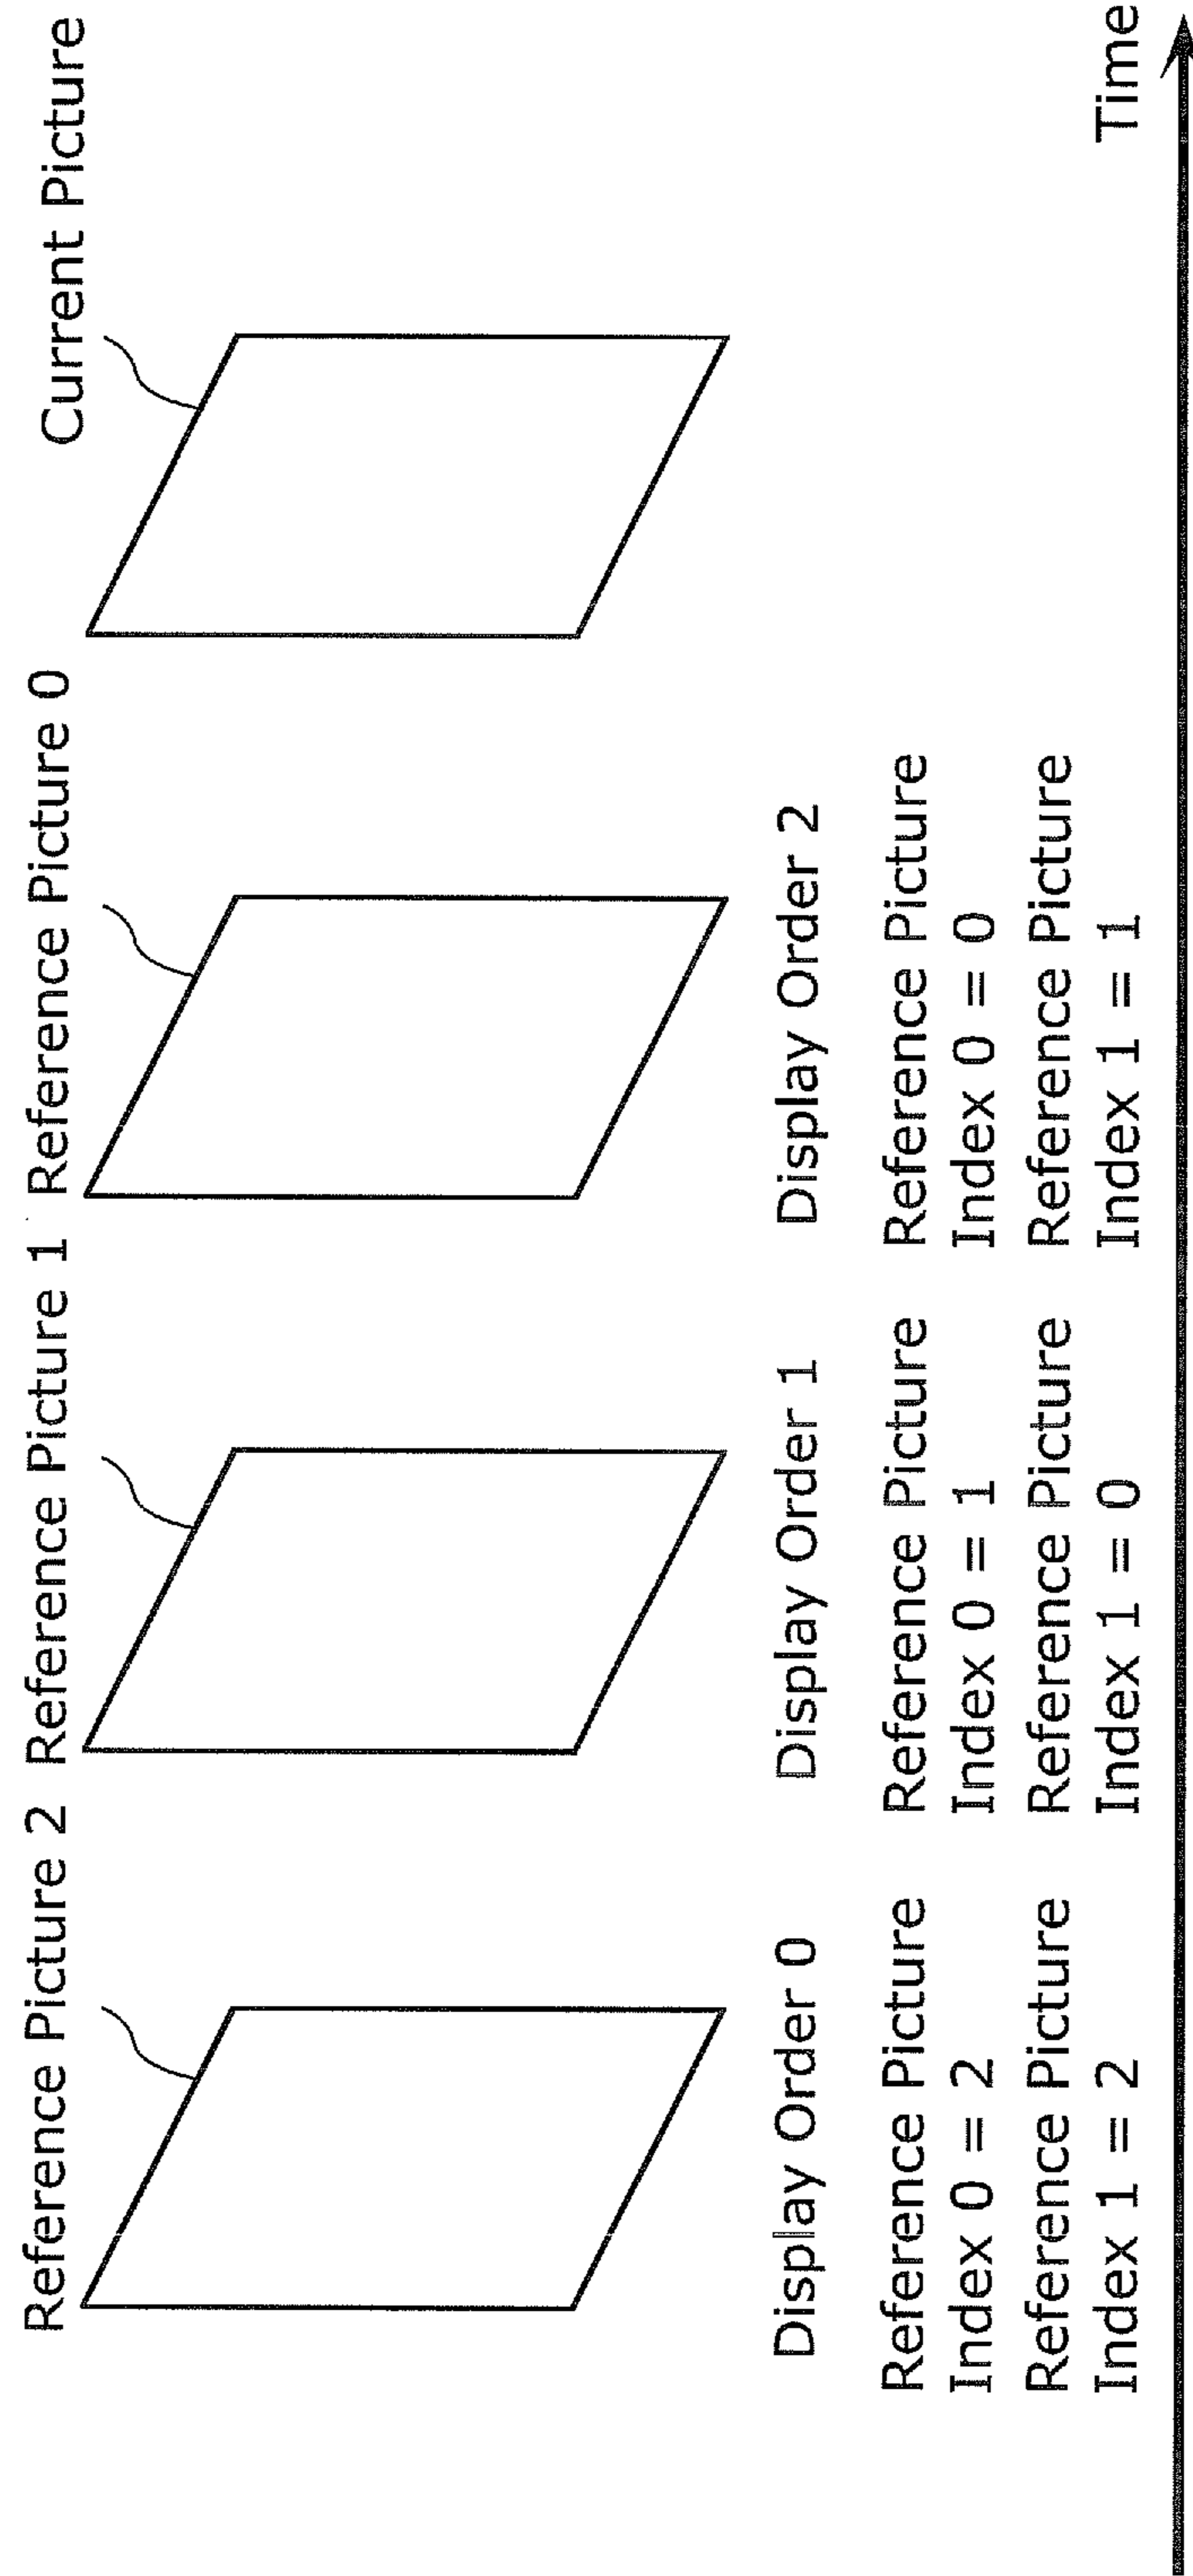 Reference Picture 2
Reference Picture 1
Reference Picture 0
Current Picture
Display Order 0
Display Order 1
Display Order 2
Reference Picture
Index 0 = 2
Reference Picture
Index 1 = 2
Reference Picture
Index 0 = 1
Reference Picture
Index 1 = 0
Reference Picture
Index 0 = 0
Reference Picture
Index 1 = 1
Time